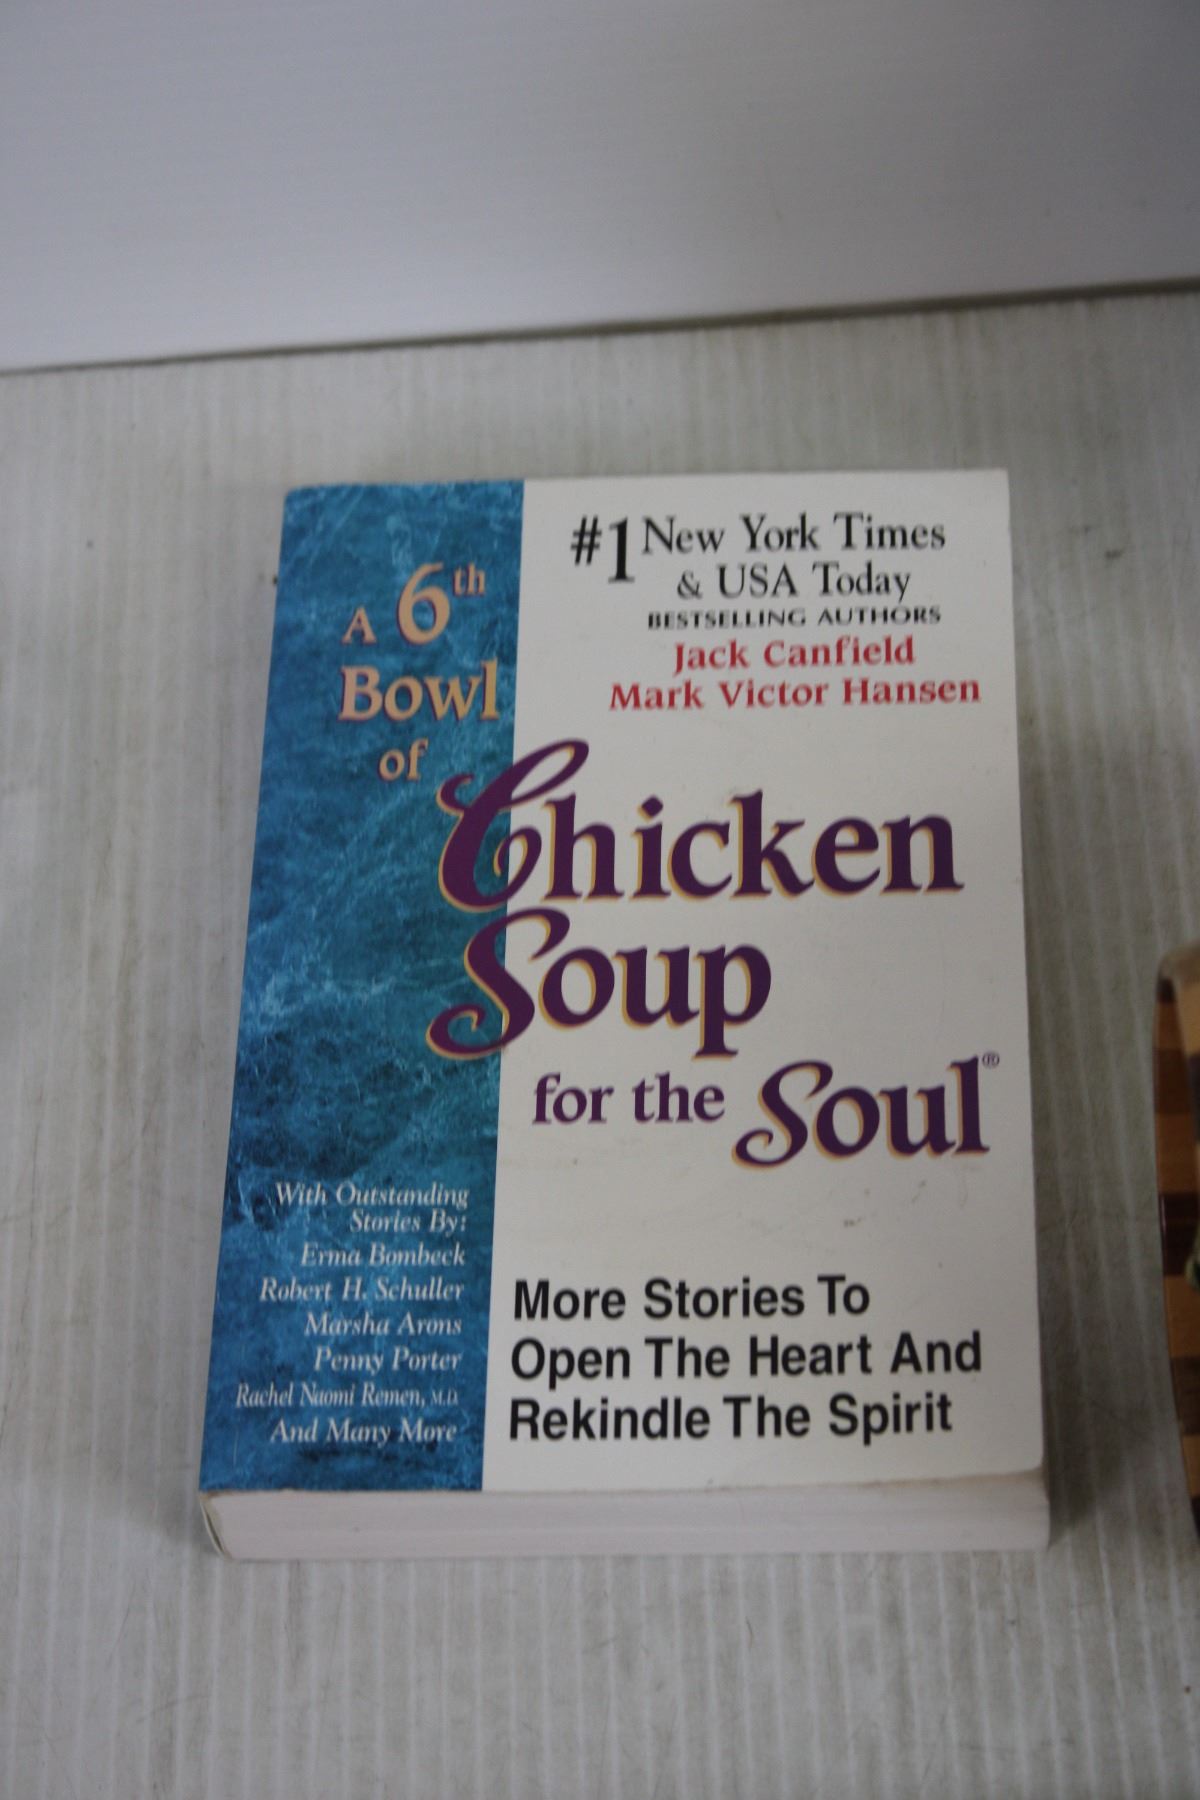 A 6th
Bowl
of
#1 New York Times
& USA Today
BESTSELLING AUTHORS
Jack Canfield
Mark Victor Hansen
Chicken
Soup
for the Soul®
With Outstanding
Stories By:
Erma Bombeck
Robert H. Schuller
Marsha Arons
Penny Porter
Rachel Naomi Remen, M.D.
And Many More
More Stories To
Open The Heart And
Rekindle The Spirit